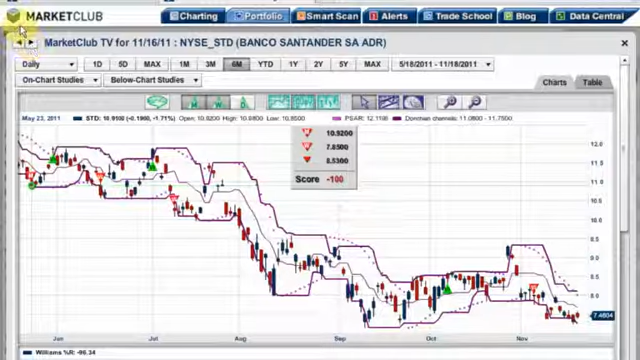 MARKETCLUB
Charting Portfolio Smart Scan Alerts Trade School Blog Data Central
MarketClub TV for 11/16/11 : NYSE_STD (BANCO SANTANDER SA ADR)
Daily 1D 5D MAX 1M 3M 6M YTD 1Y 2Y 5Y MAX 5/18/2011 - 11/18/2011
On-Chart Studies Below-Chart Studies
Charts Table
M W D
May 23, 2011 STD: 10.9100 (-0.1900, -1.71%) Open: 10.9200 High: 10.9800 Low: 10.8500 PSAR: 12.1198 Donchian channels: 11.0800 - 11.7500
10.9200
7.8500
8.5300
Score -100
12.0
11.5
11.0
10.5
10.0
9.5
9.0
8.5
8.0
7.4804
Jun Jul Aug Sep Oct Nov
Williams %R: -96.34